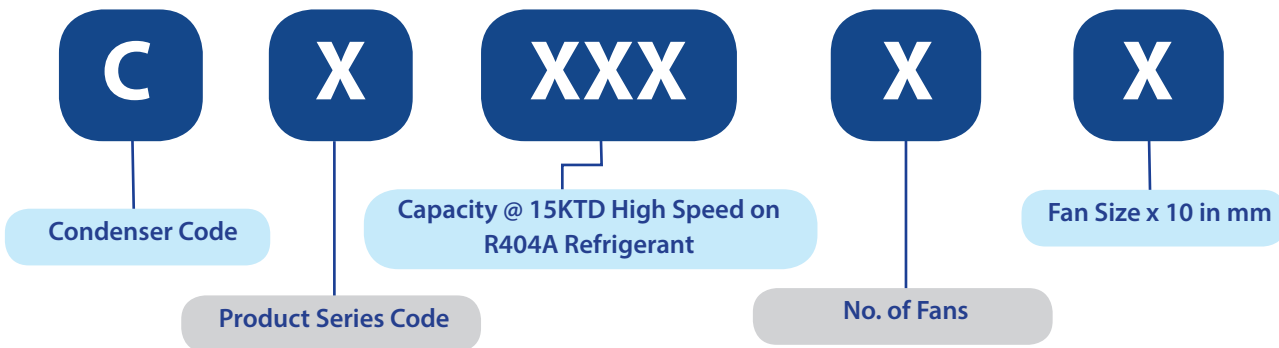 C X XXX X X
Capacity @ 15KTD High Speed on
R404A Refrigerant
Condenser Code
Fan Size x 10 in mm
Product Series Code
No. of Fans